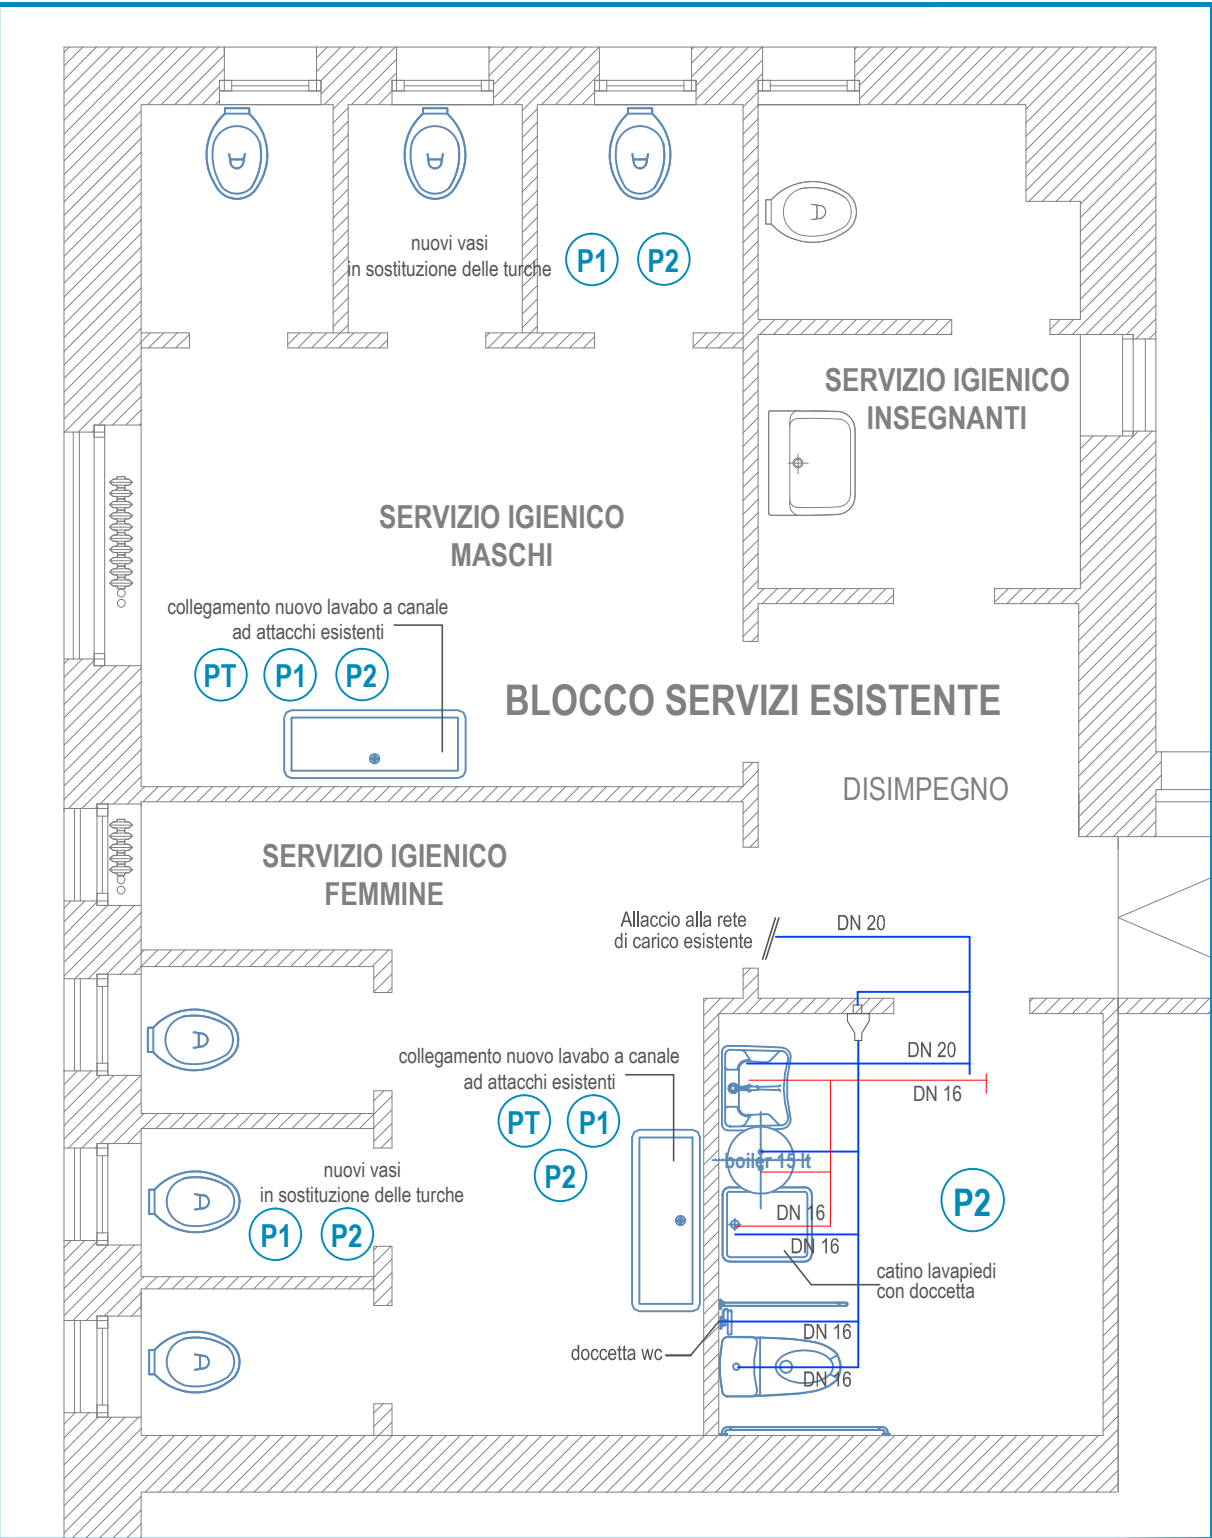 nuovi vasi
in sostituzione delle turche
P1
P2
SERVIZIO IGIENICO
INSEGNANTI
SERVIZIO IGIENICO
MASCHI
collegamento nuovo lavabo a canale
ad attacchi esistenti
PT
P1
P2
BLOCCO SERVIZI ESISTENTE
DISIMPEGNO
SERVIZIO IGIENICO
FEMMINE
Allaccio alla rete
di carico esistente
DN 20
collegamento nuovo lavabo a canale
ad attacchi esistenti
PT
P1
P2
DN 20
DN 16
boiler 15 lt
nuovi vasi
in sostituzione delle turche
P1
P2
P2
DN 16
DN 16
catino lavapiedi
con doccetta
DN 16
doccetta wc
DN 16